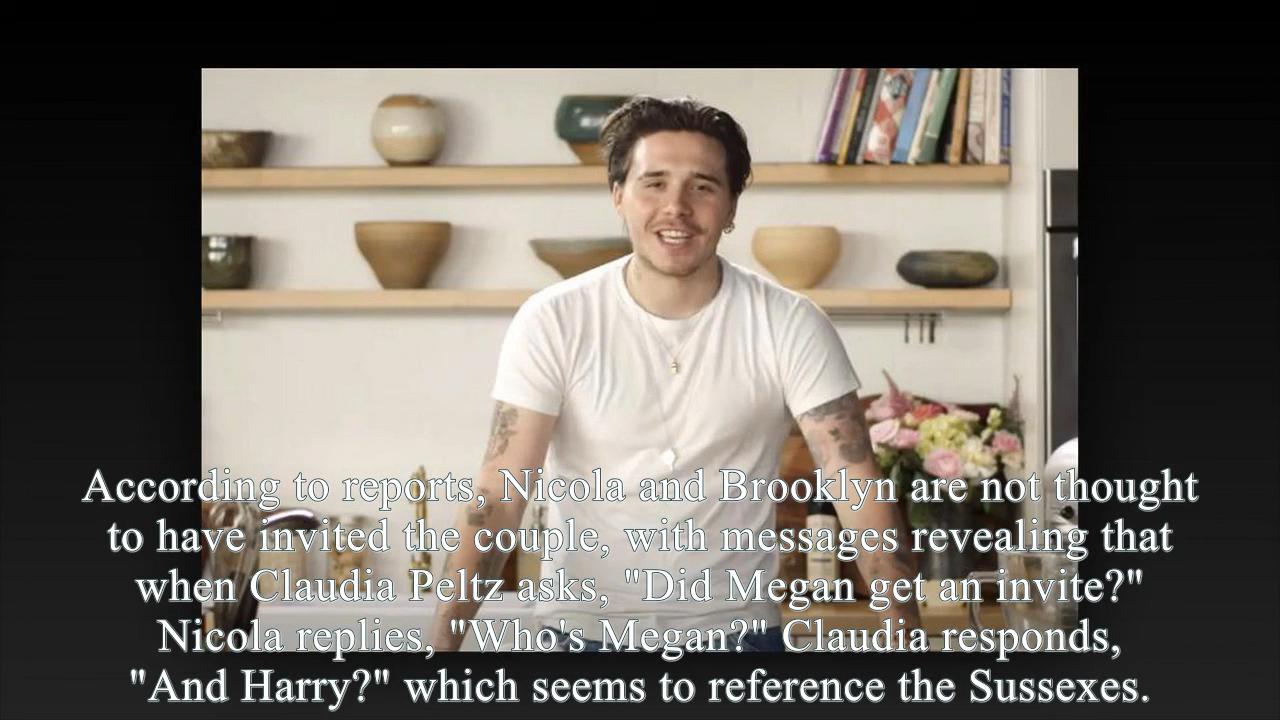 According to reports, Nicola and Brooklyn are not thought
to have invited the couple, with messages revealing that
when Claudia Peltz asks, "Did Megan get an invite?"
Nicola replies, "Who's Megan?" Claudia responds,
"And Harry?" which seems to reference the Sussexes.